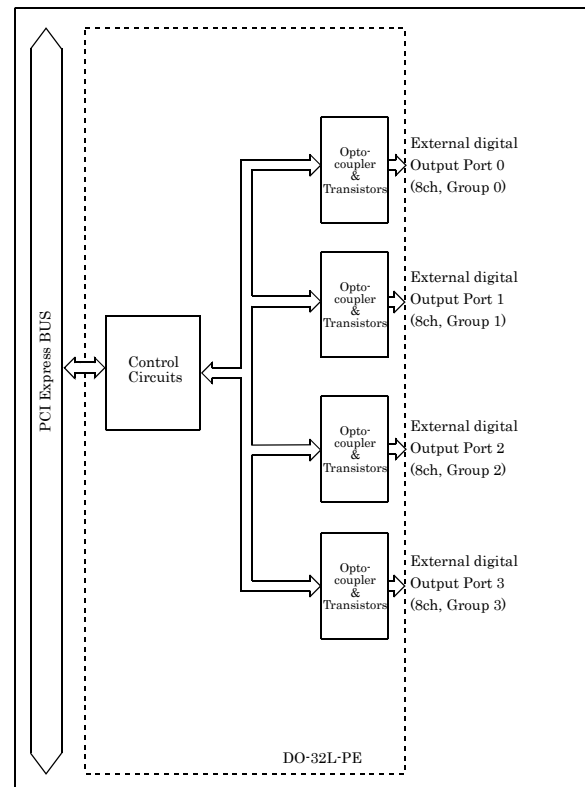 PCI Express BUS
Control
Circuits
Opto-
coupler
&
Transistors
External digital
Output Port 0
(8ch, Group 0)
Opto-
coupler
&
Transistors
External digital
Output Port 1
(8ch, Group 1)
Opto-
coupler
&
Transistors
External digital
Output Port 2
(8ch, Group 2)
Opto-
coupler
&
Transistors
External digital
Output Port 3
(8ch, Group 3)
DO-32L-PE